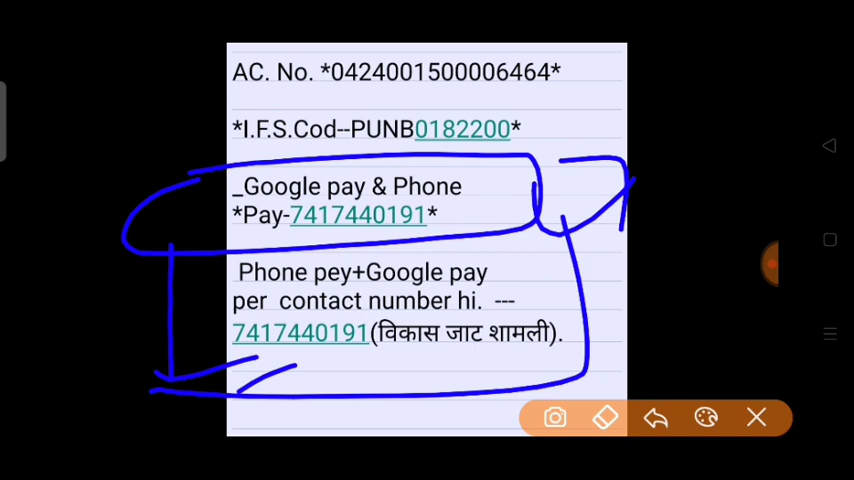 AC. No. *0424001500006464*
*I.F.S.Cod--PUNB0182200*
_Google pay & Phone
*Pay-7417440191*
Phone pey+Google pay
per contact number hi. ---
7417440191(विकास जाट शामली).